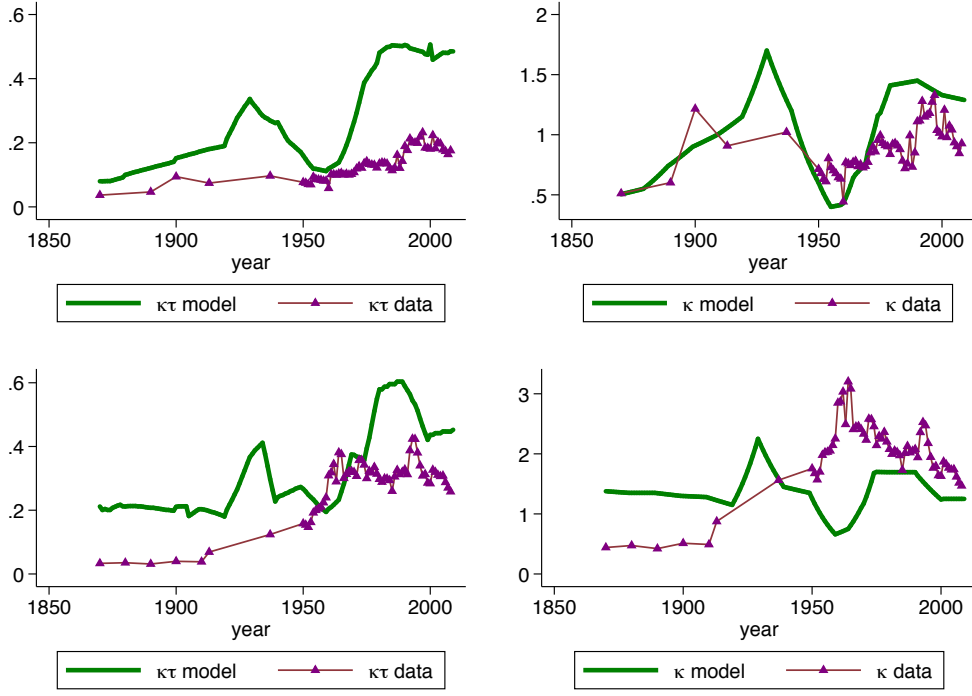 .6
.4
.2
0
1850 1900 1950 2000
year
κτ model κτ data
2
1.5
1
.5
1850 1900 1950 2000
year
κ model κ data
.6
.4
.2
0
1850 1900 1950 2000
year
κτ model κτ data
3
2
1
0
1850 1900 1950 2000
year
κ model κ data